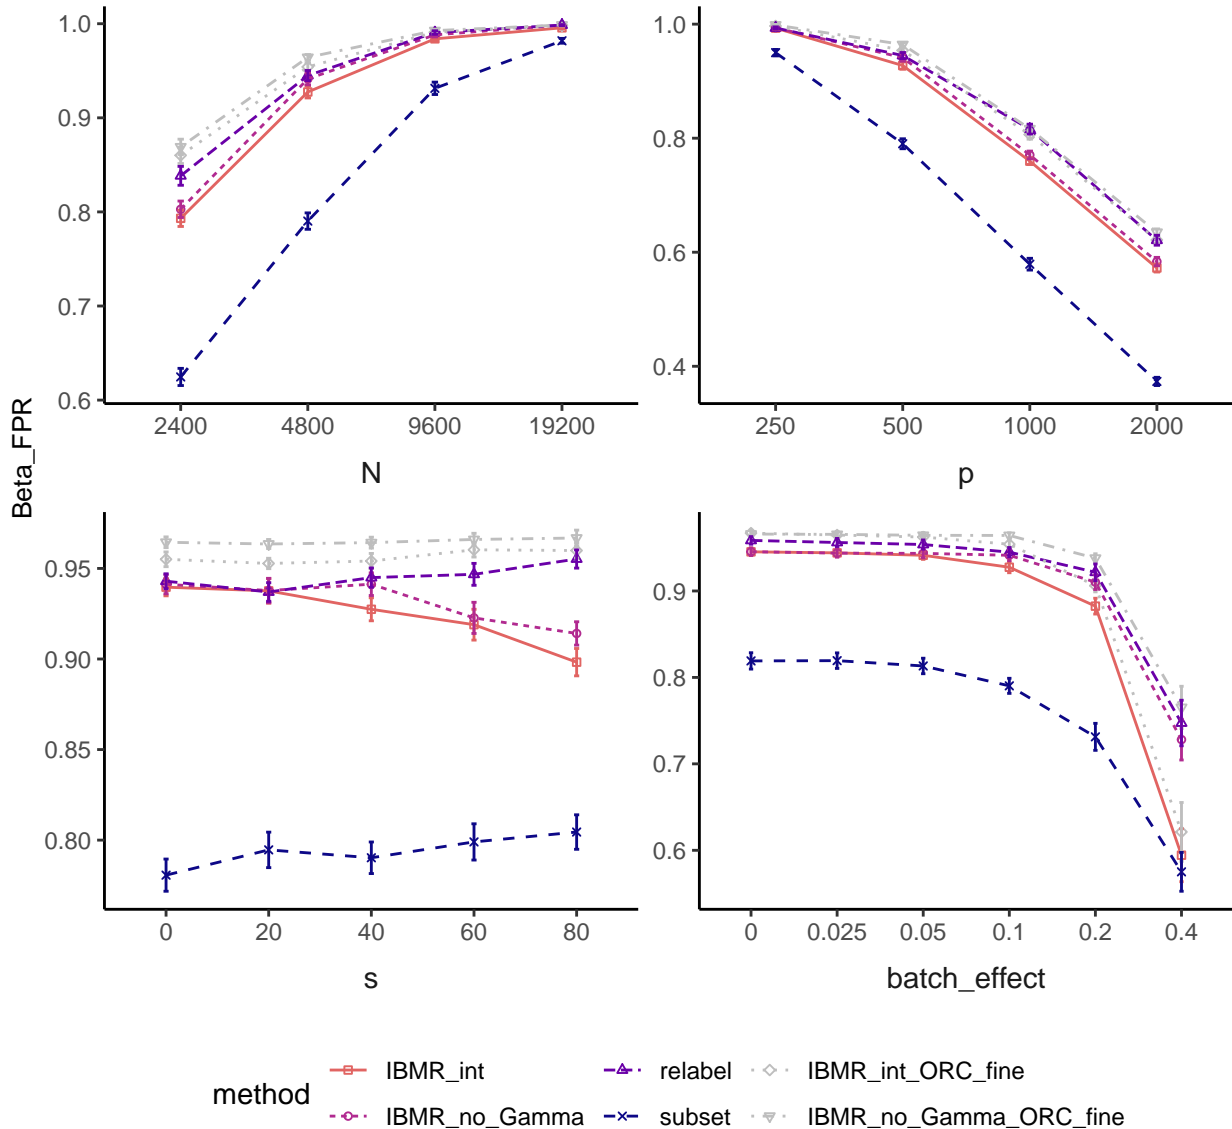 1.0
0.9
0.8
0.7
0.6
2400 4800 9600 19200
N
1.0
0.8
0.6
0.4
250 500 1000 2000
p
Beta_FPR
0.95
0.90
0.85
0.80
0 20 40 60 80
s
0.9
0.8
0.7
0.6
0 0.025 0.05 0.1 0.2 0.4
batch_effect
method
IBMR_int
relabel
IBMR_int_ORC_fine
IBMR_no_Gamma
subset
IBMR_no_Gamma_ORC_fine